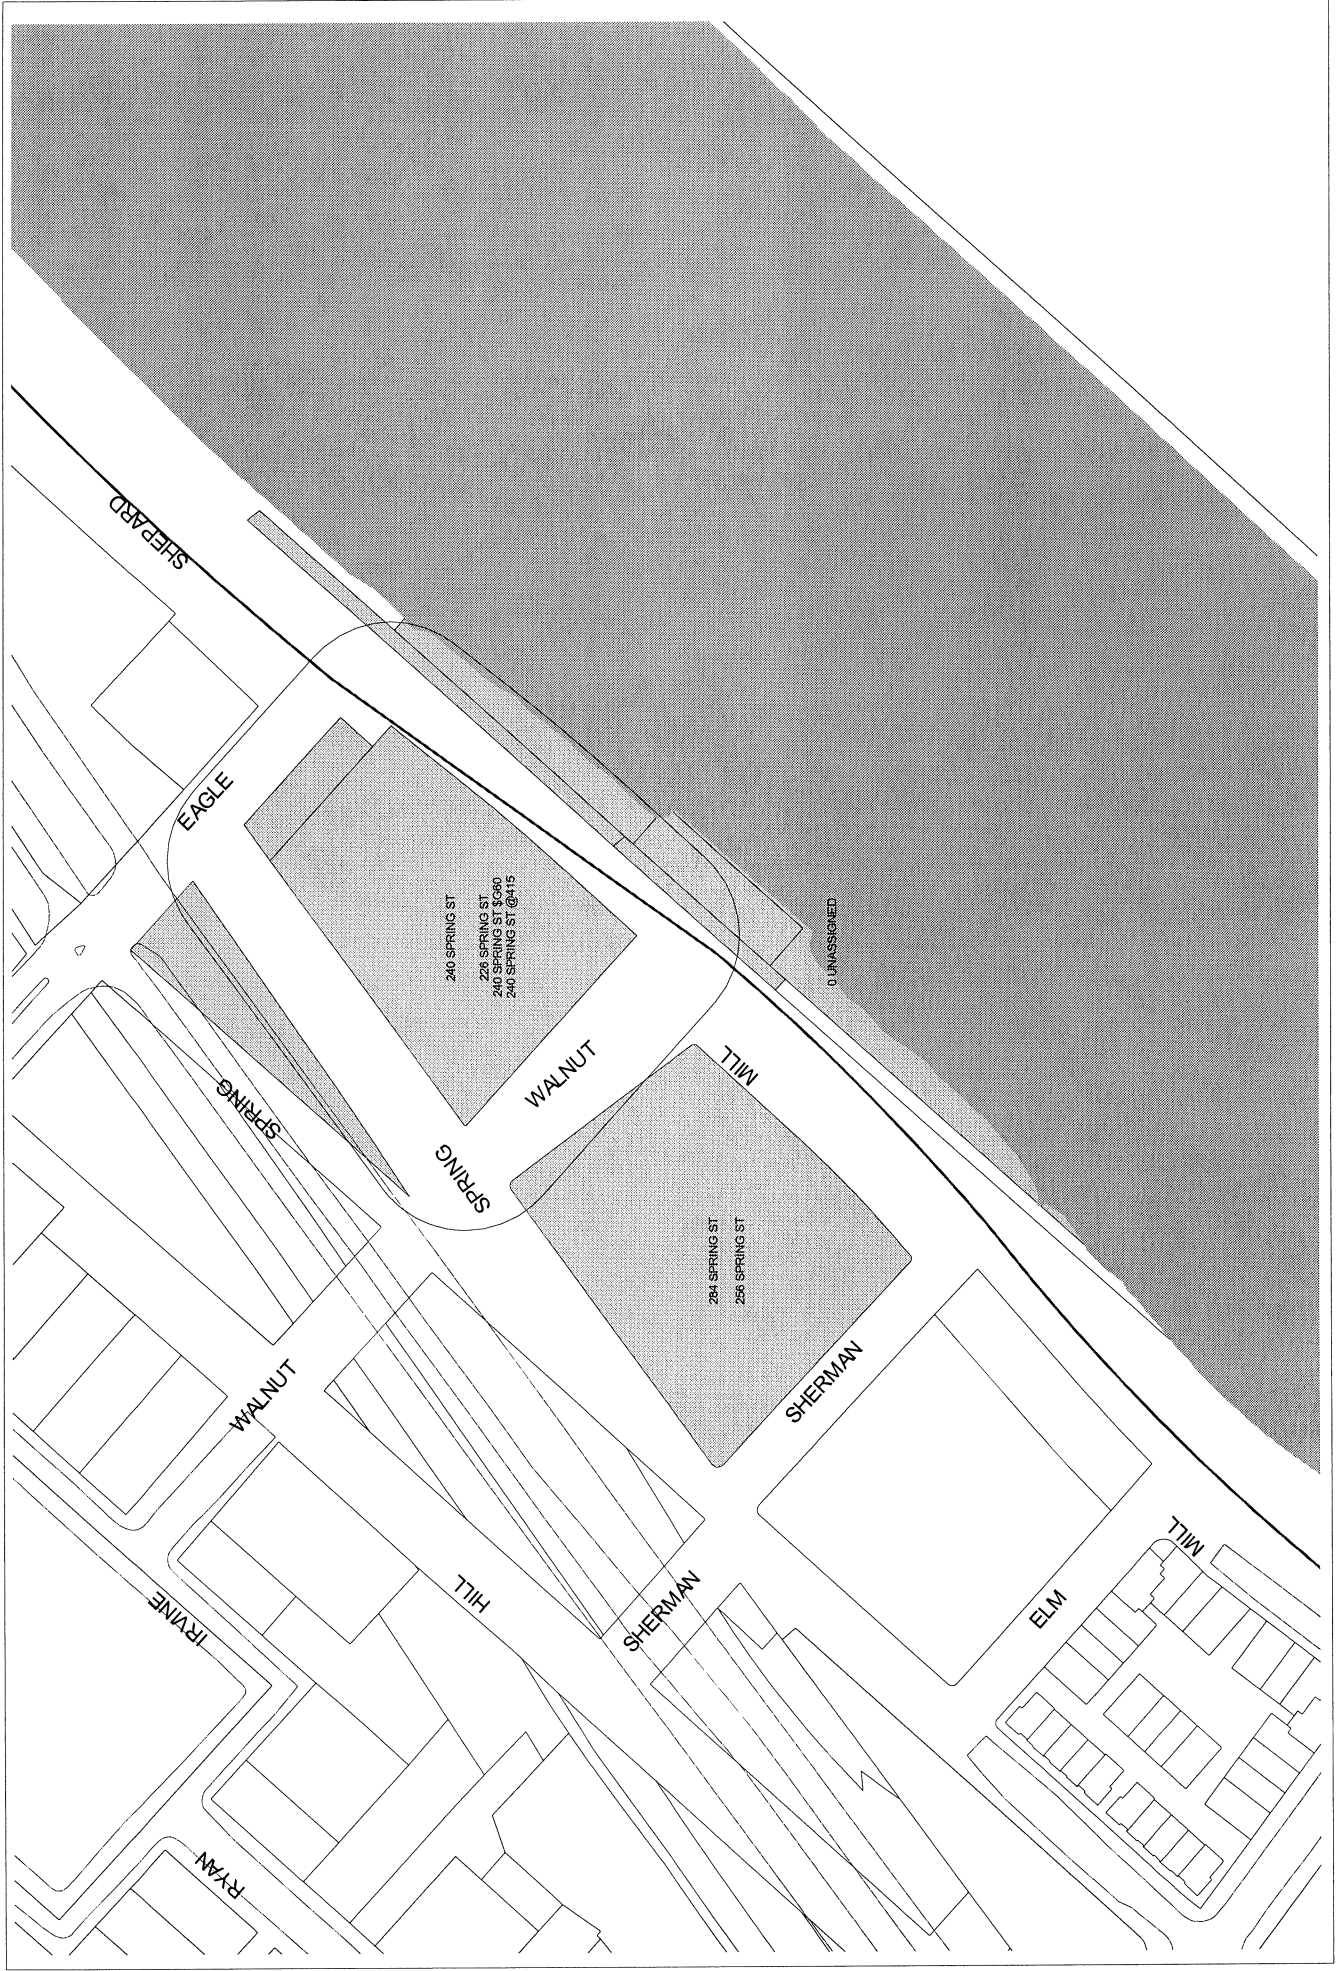 SHEPARD
EAGLE
240 SPRING ST
226 SPRING ST
240 SPRING ST $G60
240 SPRING ST @415
0 UNASSIGNED
SPRING
WALNUT
MILL
SPRING
284 SPRING ST
256 SPRING ST
WALNUT
SHERMAN
MILL
HILL
IRVINE
SHERMAN
ELM
RYAN